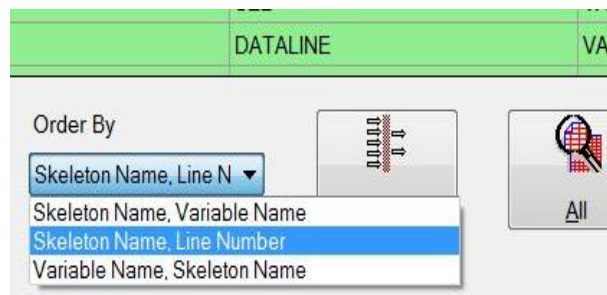 DATALINE VA
Order By
Skeleton Name, Line N
All
Skeleton Name, Variable Name
Skeleton Name, Line Number
Variable Name, Skeleton Name